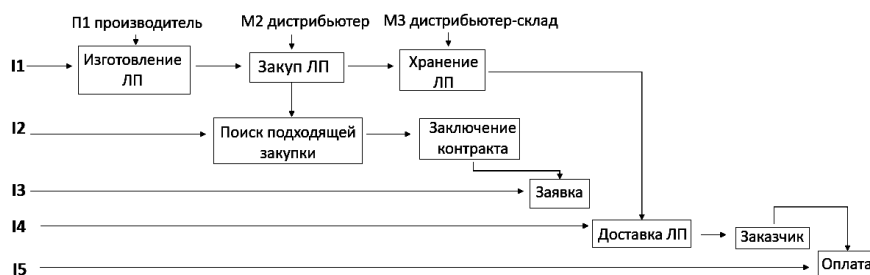 П1 производитель
М2 дистрибьютер
М3 дистрибьютер-склад
I1
Изготовление
ЛП
Закуп ЛП
Хранение
ЛП
I2
Поиск подходящей
закупки
Заключение
контракта
I3
Заявка
I4
Доставка ЛП
Заказчик
I5
Оплата